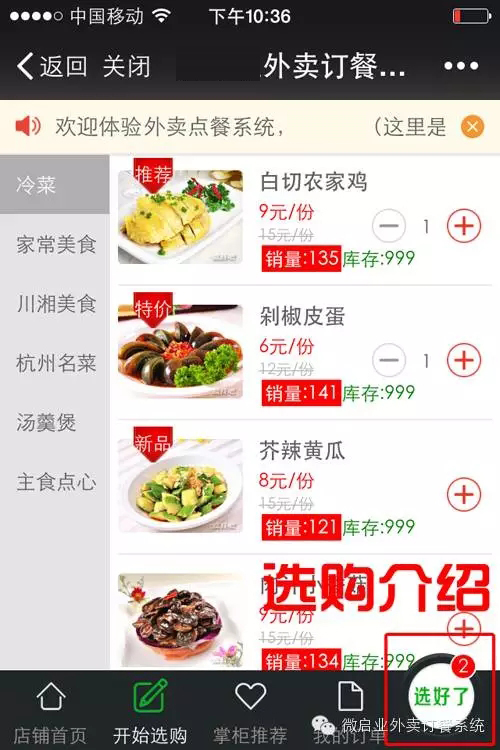 中国移动
下午10:36
返回 关闭 外卖订餐...
欢迎体验外卖点餐系统， （这里是
冷菜
家常美食
川湘美食
杭州名菜
汤羹煲
主食点心
推荐
白切农家鸡
9元/份
15元/份
1
销量:135 库存:999
特价
剁椒皮蛋
6元/份
12元/份
1
销量:141 库存:999
新品
芥辣黄瓜
8元/份
15元/份
销量:121 库存:999
选购介绍
9元/份
15元/份
销量:134 库存:999
2
选好了
店铺首页
开始选购
掌柜推荐
我的订单
微启业外卖订餐系统